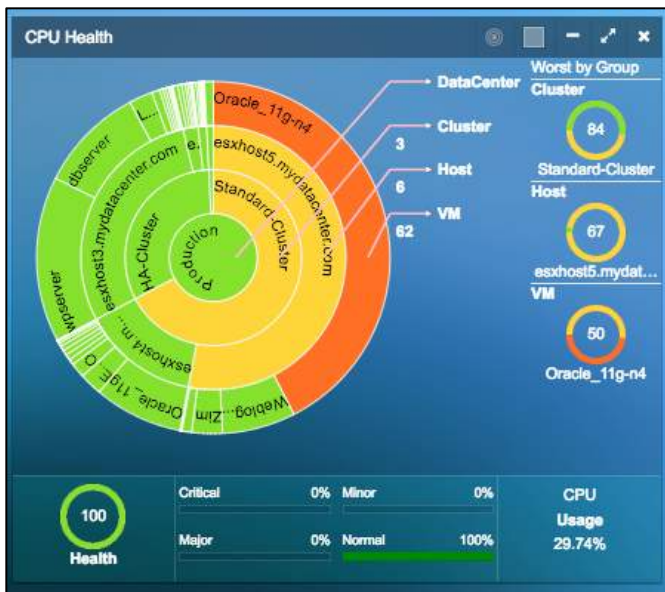 CPU Health
DataCenter
Cluster
3
Host
6
VM
62
Oracle_11g-n4
esxhost5.mydatacenter.com
Standard-Cluster
production
HA-Cluster
esxhost3.mydatacenter.com
e.
L...
dbserver
wpserver
esxhost4.m...
O
Oracle_11gE
Zim
Weblog...
Worst by Group
Cluster
84
Standard-Cluster
Host
67
esxhost5.mydat...
VM
50
Oracle_11g-n4
100
Health
Critical 0% Minor 0%
Major 0% Normal 100%
CPU
Usage
29.74%